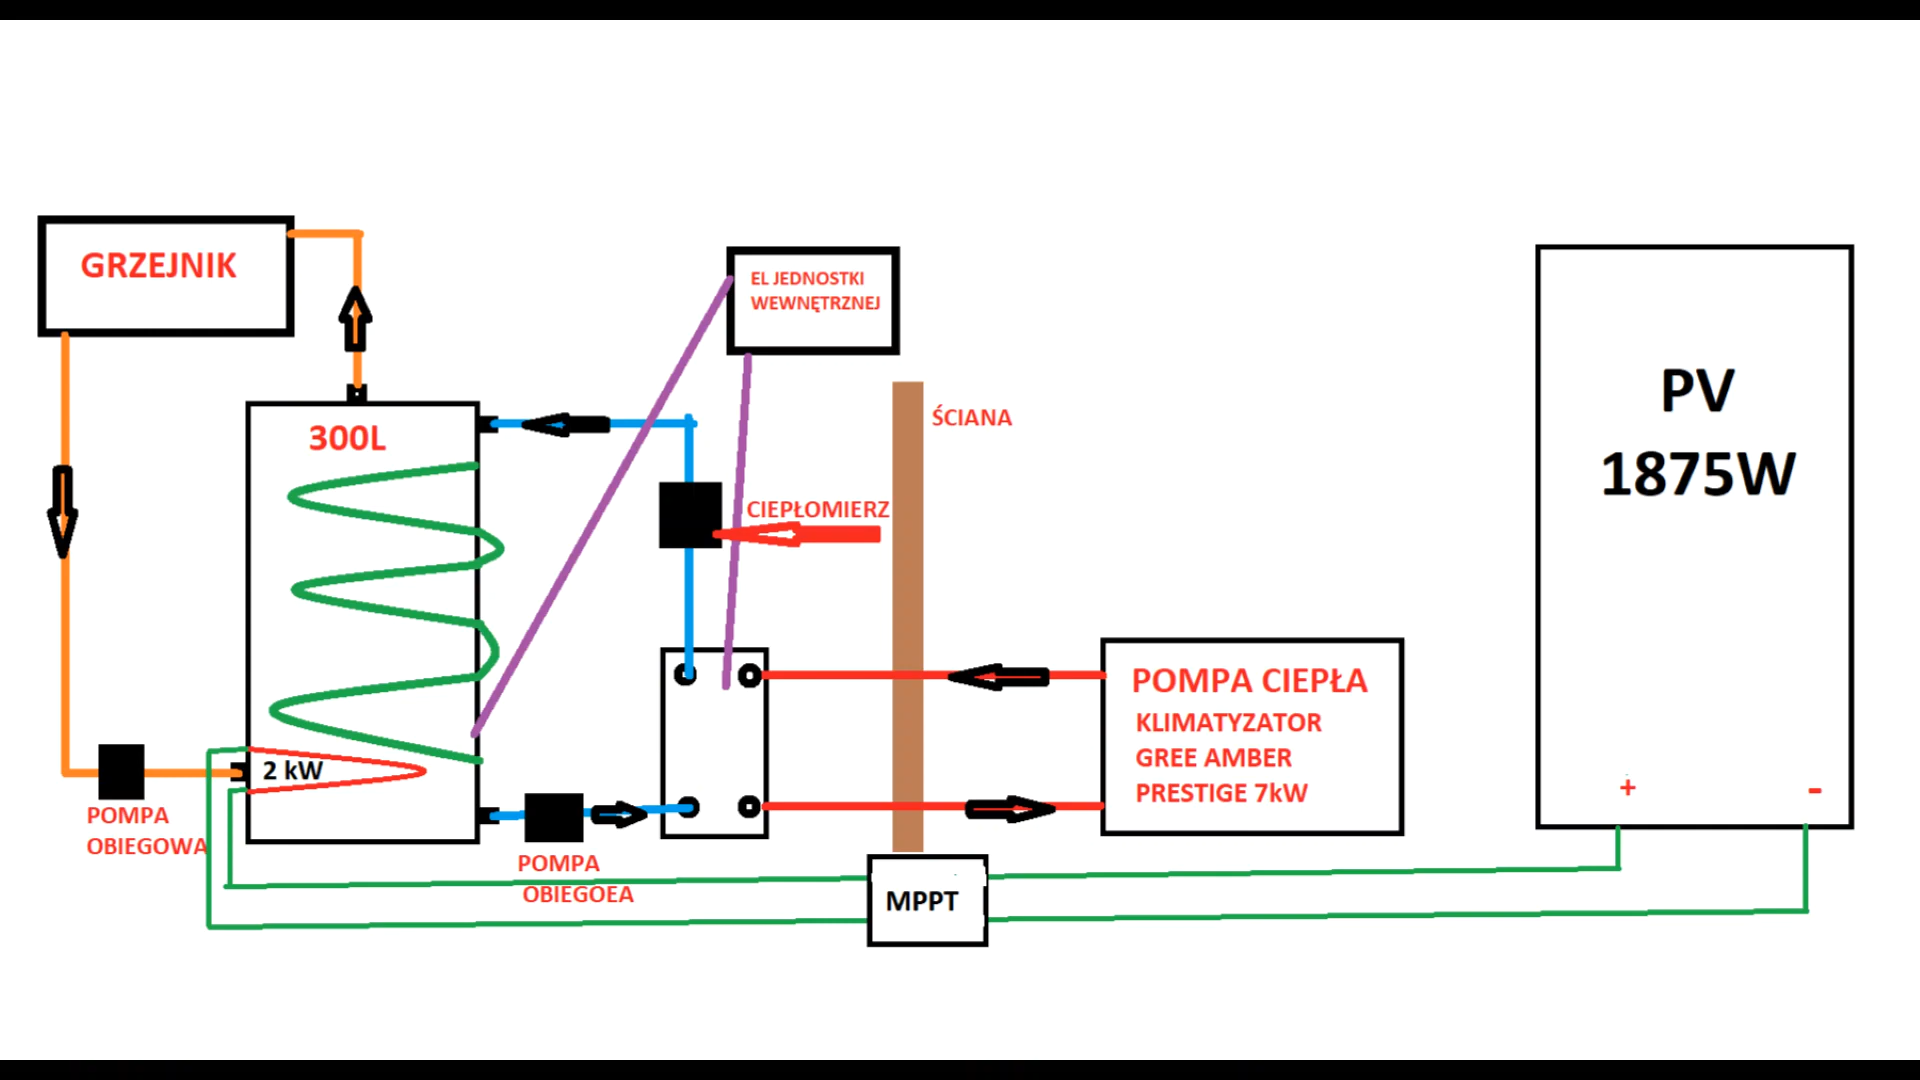 GRZEJNIK
EL JEDNOSTKI
WEWNĘTRZNEJ
300L
ŚCIANA
CIEPŁOMIERZ
PV
1875W
POMPA CIEPŁA
KLIMATYZATOR
GREE AMBER
PRESTIGE 7kW
2 kW
+ -
POMPA
OBIEGOWA
POMPA
OBIEGOEA
MPPT